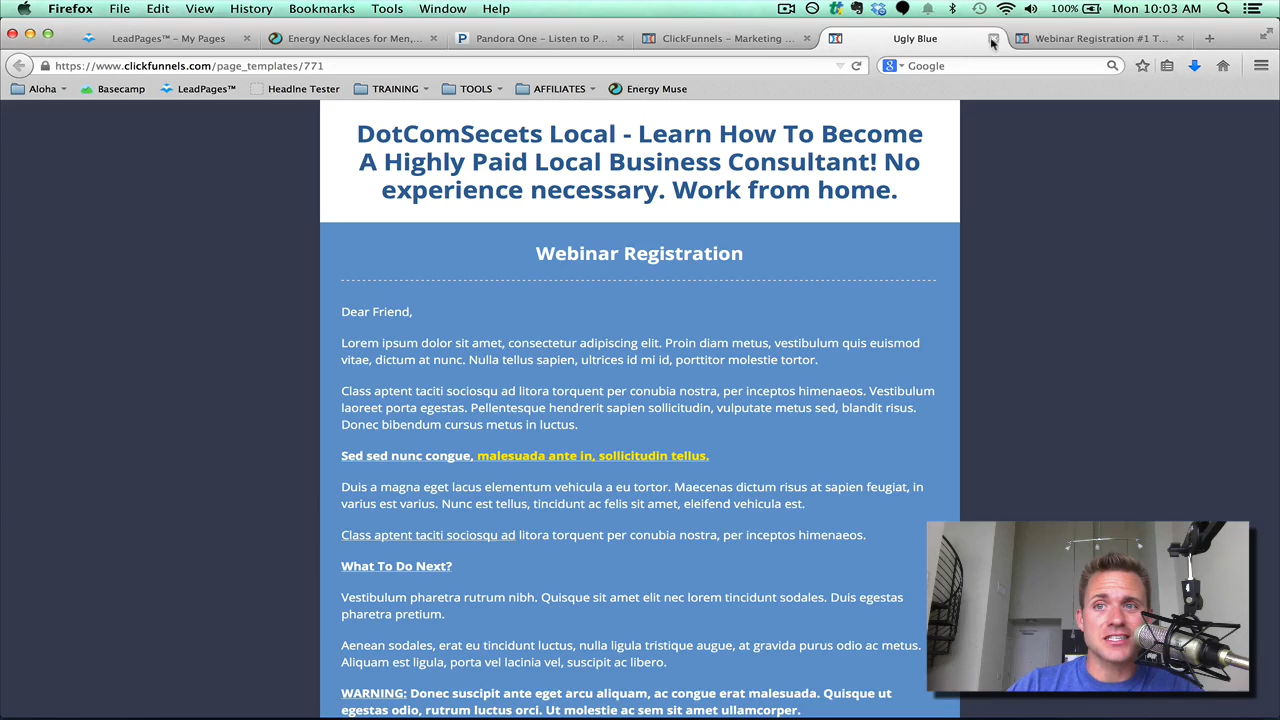 Firefox File Edit View History Bookmarks Tools Window Help 100% Mon 10:03 AM
LeadPages™ – My Pages
Energy Necklaces for Men,...
Pandora One – Listen to P...
ClickFunnels – Marketing ...
Ugly Blue
Webinar Registration #1 T...
https://www.clickfunnels.com/page_templates/771
Google
Aloha Basecamp LeadPages™ Headlne Tester TRAINING TOOLS AFFILIATES Energy Muse
DotComSecets Local - Learn How To Become
A Highly Paid Local Business Consultant! No
experience necessary. Work from home.
Webinar Registration
Dear Friend,
Lorem ipsum dolor sit amet, consectetur adipiscing elit. Proin diam metus, vestibulum quis euismod
vitae, dictum at nunc. Nulla tellus sapien, ultrices id mi id, porttitor molestie tortor.
Class aptent taciti sociosqu ad litora torquent per conubia nostra, per inceptos himenaeos. Vestibulum
laoreet porta egestas. Pellentesque hendrerit sapien sollicitudin, vulputate metus sed, blandit risus.
Donec bibendum cursus metus in luctus.
Sed sed nunc congue, malesuada ante in, sollicitudin tellus.
Duis a magna eget lacus elementum vehicula a eu tortor. Maecenas dictum risus at sapien feugiat, in
varius est varius. Nunc est tellus, tincidunt ac felis sit amet, eleifend vehicula est.
Class aptent taciti sociosqu ad litora torquent per conubia nostra, per inceptos himenaeos.
What To Do Next?
Vestibulum pharetra rutrum nibh. Quisque sit amet elit nec lorem tincidunt sodales. Duis egestas
pharetra pretium.
Aenean sodales, erat eu tincidunt luctus, nulla ligula tristique augue, at gravida purus odio ac metus.
Aliquam est ligula, porta vel lacinia vel, suscipit ac libero.
WARNING: Donec suscipit ante eget arcu aliquam, ac congue erat malesuada. Quisque ut
egestas odio, rutrum luctus orci. Ut molestie ac sem sit amet ullamcorper.